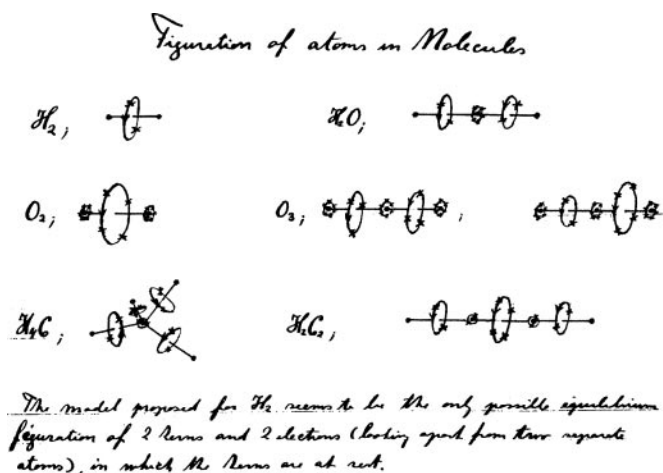 Figuration of atoms in Molecules
H₂; H₂O;
O₂; O₃; ;
H₄C; H₂C₂;
The model proposed for H₂ seems to be the only possible equilibrium
figuration of 2 kerns and 2 elections (looking apart from two separate
atoms), in which the kerns are at rest.